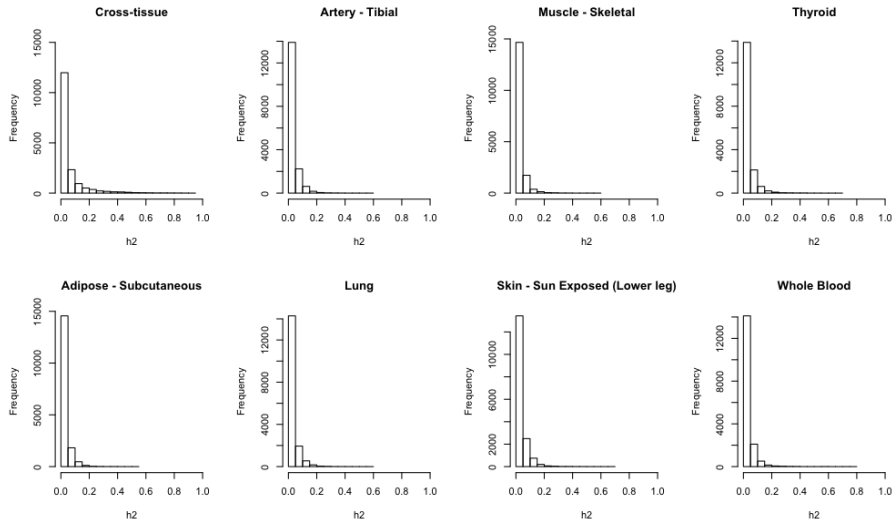 Cross-tissue
Artery - Tibial
Muscle - Skeletal
Thyroid
Frequency
0 5000 10000 15000
0.0 0.2 0.4 0.6 0.8 1.0
h2
Frequency
0 4000 8000 12000
0.0 0.2 0.4 0.6 0.8 1.0
h2
Frequency
0 5000 10000 15000
0.0 0.2 0.4 0.6 0.8 1.0
h2
Frequency
0 4000 8000 12000
0.0 0.2 0.4 0.6 0.8 1.0
h2
Adipose - Subcutaneous
Lung
Skin - Sun Exposed (Lower leg)
Whole Blood
Frequency
0 5000 10000 15000
0.0 0.2 0.4 0.6 0.8 1.0
h2
Frequency
0 4000 8000 12000
0.0 0.2 0.4 0.6 0.8 1.0
h2
Frequency
0 2000 6000 10000
0.0 0.2 0.4 0.6 0.8 1.0
h2
Frequency
0 4000 8000 12000
0.0 0.2 0.4 0.6 0.8 1.0
h2